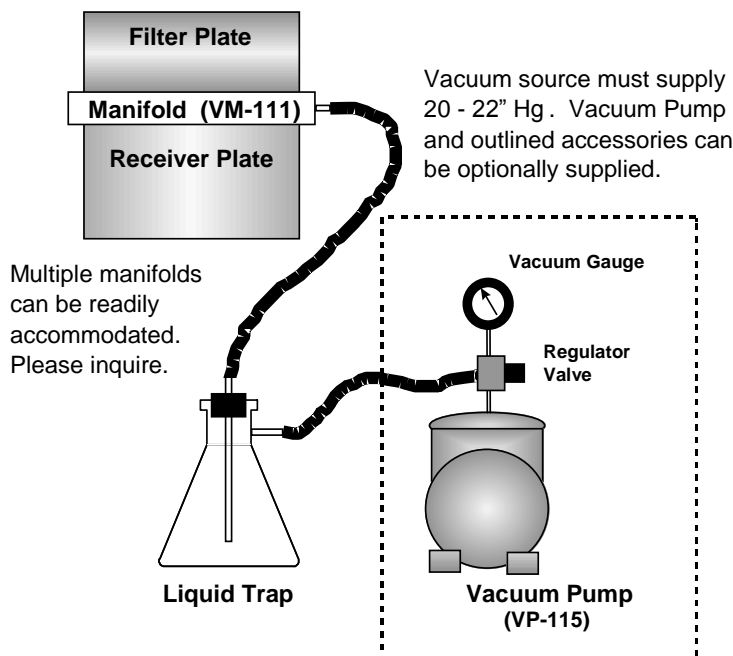 Filter Plate
Manifold (VM-111)
Receiver Plate
Vacuum source must supply
20 - 22” Hg . Vacuum Pump
and outlined accessories can
be optionally supplied.
Multiple manifolds
can be readily
accommodated.
Please inquire.
Vacuum Gauge
Regulator
Valve
Liquid Trap
Vacuum Pump
(VP-115)